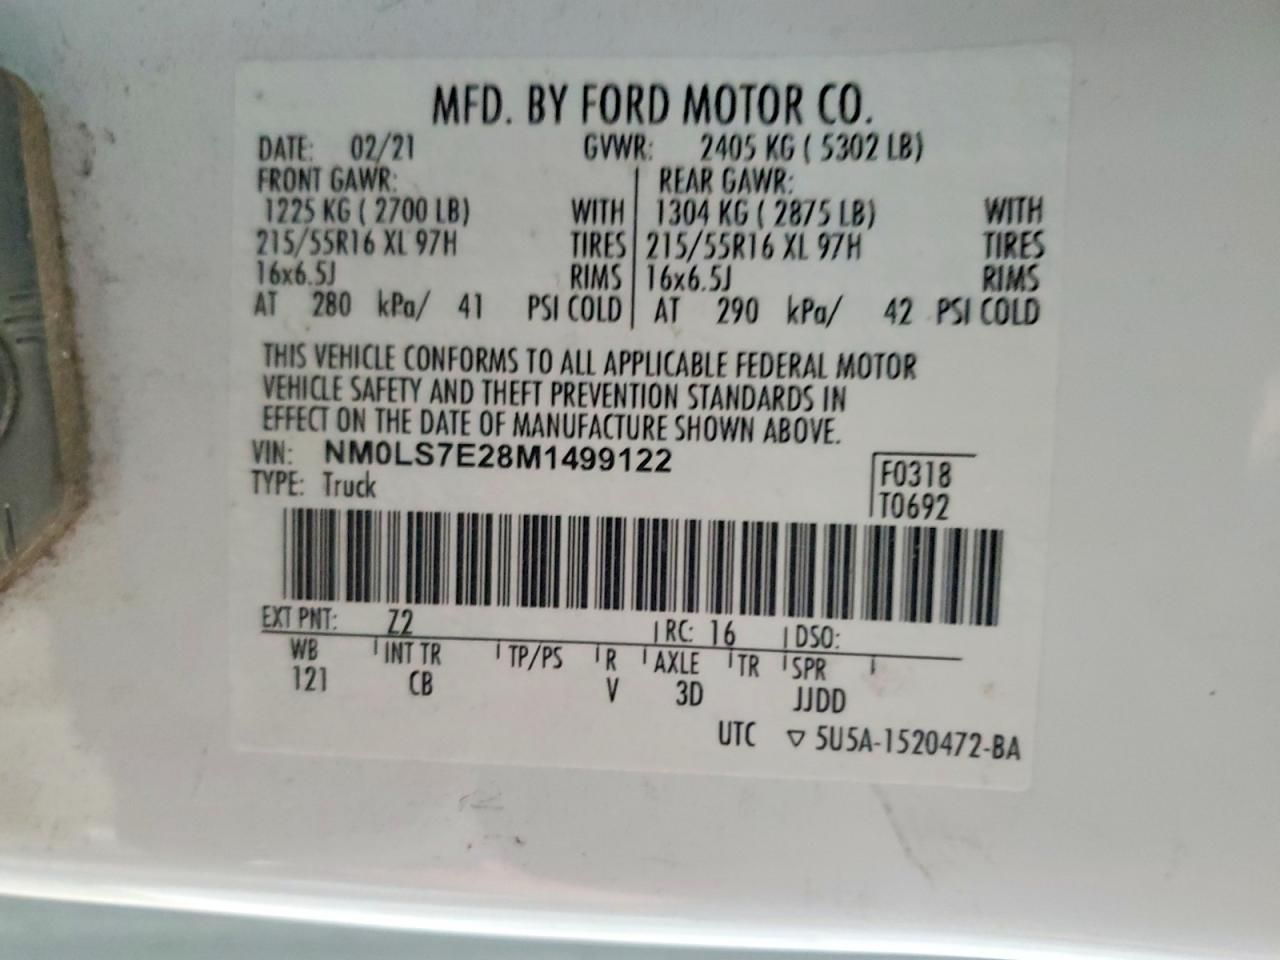 MFD. BY FORD MOTOR CO.
DATE: 02/21 GVWR: 2405 KG ( 5302 LB)
FRONT GAWR: REAR GAWR:
1225 KG ( 2700 LB) WITH 1304 KG ( 2875 LB) WITH
215/55R16 XL 97H TIRES 215/55R16 XL 97H TIRES
16x6.5J RIMS 16x6.5J RIMS
AT 280 kPa/ 41 PSI COLD AT 290 kPa/ 42 PSI COLD
THIS VEHICLE CONFORMS TO ALL APPLICABLE FEDERAL MOTOR
VEHICLE SAFETY AND THEFT PREVENTION STANDARDS IN
EFFECT ON THE DATE OF MANUFACTURE SHOWN ABOVE.
VIN: NM0LS7E28M1499122
TYPE: Truck
F0318
T0692
EXT PNT: Z2 RC: 16 DSO:
WB INT TR TP/PS R AXLE TR SPR
121 CB V 3D JJDD
UTC ▽ 5U5A-1520472-BA